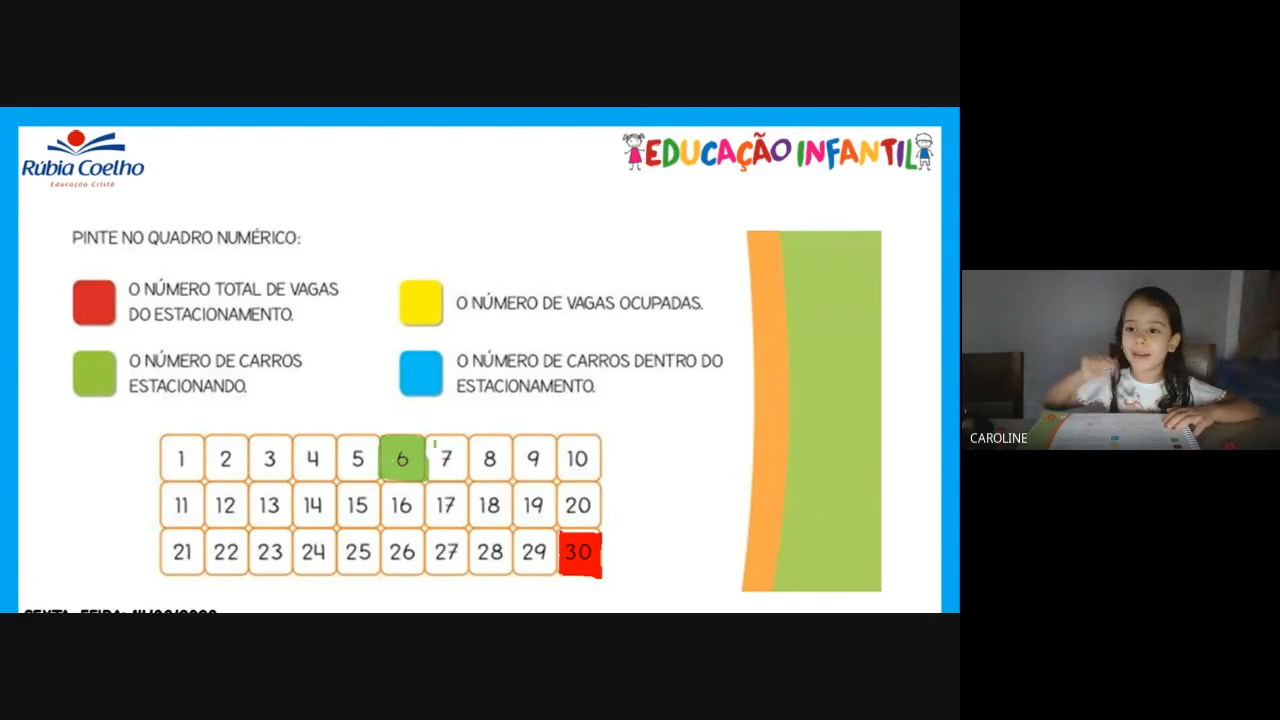 Rúbia Coelho
Educação Cristã
EDUCAÇÃO INFANTIL
PINTE NO QUADRO NUMÉRICO:
O NÚMERO TOTAL DE VAGAS
DO ESTACIONAMENTO.
O NÚMERO DE VAGAS OCUPADAS.
O NÚMERO DE CARROS
ESTACIONANDO.
O NÚMERO DE CARROS DENTRO DO
ESTACIONAMENTO.
1 2 3 4 5 6 7 8 9 10
11 12 13 14 15 16 17 18 19 20
21 22 23 24 25 26 27 28 29 30
CAROLINE